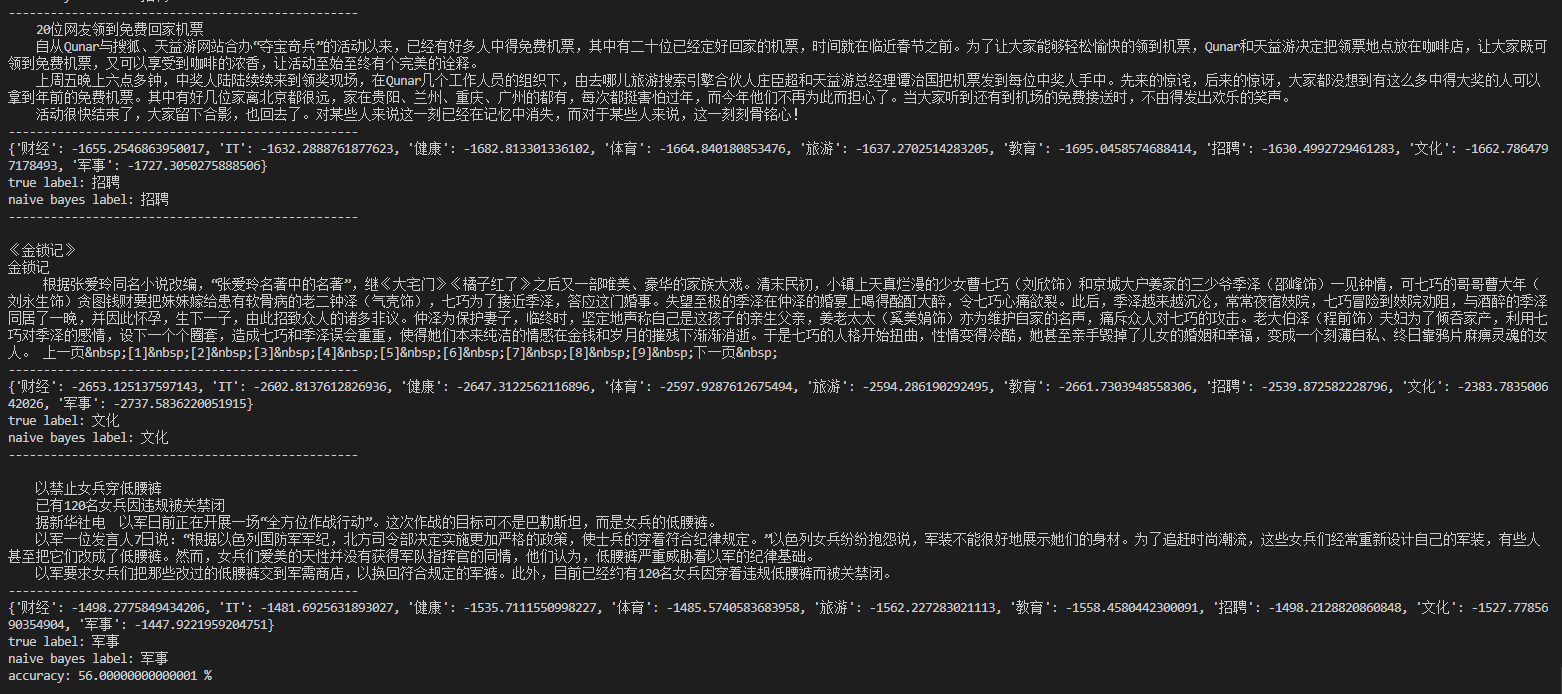 --------------------------------------------------
20位网友领到免费回家机票
自从Qunar与搜狐、天益游网站合办“夺宝奇兵”的活动以来，已经有好多人中得免费机票，其中有二十位已经定好回家的机票，时间就在临近春节之前。为了让大家能够轻松愉快的领到机票，Qunar和天益游决定把领票地点放在咖啡店，让大家既可
领到免费机票，又可以享受到咖啡的浓香，让活动至始至终有个完美的诠释。
上周五晚上六点多钟，中奖人陆陆续续来到领奖现场，在Qunar几个工作人员的组织下，由去哪儿旅游搜索引擎合伙人庄臣超和天益游总经理谭治国把机票发到每位中奖人手中。先来的惊诧，后来的惊讶，大家都没想到有这么多中得大奖的人可以
拿到年前的免费机票。其中有好几位家离北京都很远，家在贵阳、兰州、重庆、广州的都有，每次都挺害怕过年，而今年他们不再为此而担心了。当大家听到还有到机场的免费接送时，不由得发出欢乐的笑声。
活动很快结束了，大家留下合影，也回去了。对某些人来说这一刻已经在记忆中消失，而对于某些人来说，这一刻刻骨铭心！
--------------------------------------------------
{'财经': -1655.2546863950017, 'IT': -1632.2888761877623, '健康': -1682.813301336102, '体育': -1664.840180853476, '旅游': -1637.2702514283205, '教育': -1695.0458574688414, '招聘': -1630.4992729461283, '文化': -1662.786479
7178493, '军事': -1727.3050275888506}
true label: 招聘
naive bayes label: 招聘
--------------------------------------------------
《金锁记》
金锁记
根据张爱玲同名小说改编，“张爱玲名著中的名著”，继《大宅门》《橘子红了》之后又一部唯美、豪华的家族大戏。清末民初，小镇上天真烂漫的少女曹七巧（刘欣饰）和京城大户姜家的三少爷季泽（邵峰饰）一见钟情，可七巧的哥哥曹大年（
刘永生饰）贪图钱财要把妹妹嫁给患有软骨病的老二钟泽（气壳饰），七巧为了接近季泽，答应这门婚事。失望至极的季泽在仲泽的婚宴上喝得酩酊大醉，令七巧心痛欲裂。此后，季泽越来越沉沦，常常夜宿妓院，七巧冒险到妓院劝阻，与酒醉的季泽
同居了一晚，并因此怀孕，生下一子，由此招致众人的诸多非议。仲泽为保护妻子，临终时，坚定地声称自己是这孩子的亲生父亲，姜老太太（奚美娟饰）亦为维护自家的名声，痛斥众人对七巧的攻击。老大伯泽（程前饰）夫妇为了倾吞家产，利用七
巧对季泽的感情，设下一个个圈套，造成七巧和季泽误会重重，使得她们本来纯洁的情感在金钱和岁月的摧残下渐渐消逝。于是七巧的人格开始扭曲，性情变得冷酷，她甚至亲手毁掉了儿女的婚姻和幸福，变成一个刻薄自私、终日靠鸦片麻痹灵魂的女
人。 上一页&nbsp;[1]&nbsp;[2]&nbsp;[3]&nbsp;[4]&nbsp;[5]&nbsp;[6]&nbsp;[7]&nbsp;[8]&nbsp;[9]&nbsp;下一页&nbsp;
--------------------------------------------------
{'财经': -2653.125137597143, 'IT': -2602.8137612826936, '健康': -2647.3122562116896, '体育': -2597.9287612675494, '旅游': -2594.286190292495, '教育': -2661.7303948558306, '招聘': -2539.872582228796, '文化': -2383.783500
642026, '军事': -2737.5836220051915}
true label: 文化
naive bayes label: 文化
--------------------------------------------------
以禁止女兵穿低腰裤
已有120名女兵因违规被关禁闭
据新华社电　以军日前正在开展一场“全方位作战行动”。这次作战的目标可不是巴勒斯坦，而是女兵的低腰裤。
以军一位发言人7日说：“根据以色列国防军军纪，北方司令部决定实施更加严格的政策，使士兵的穿着符合纪律规定。”以色列女兵纷纷抱怨说，军装不能很好地展示她们的身材。为了追赶时尚潮流，这些女兵们经常重新设计自己的军装，有些人
甚至把它们改成了低腰裤。然而，女兵们爱美的天性并没有获得军队指挥官的同情，他们认为，低腰裤严重威胁着以军的纪律基础。
以军要求女兵们把那些改过的低腰裤交到军需商店，以换回符合规定的军裤。此外，目前已经约有120名女兵因穿着违规低腰裤而被关禁闭。
--------------------------------------------------
{'财经': -1498.2775849434206, 'IT': -1481.6925631893027, '健康': -1535.7111550998227, '体育': -1485.5740583683958, '旅游': -1562.227283021113, '教育': -1558.4580442300091, '招聘': -1498.2128820860848, '文化': -1527.77856
90354904, '军事': -1447.9221959204751}
true label: 军事
naive bayes label: 军事
accuracy: 56.00000000000001 %